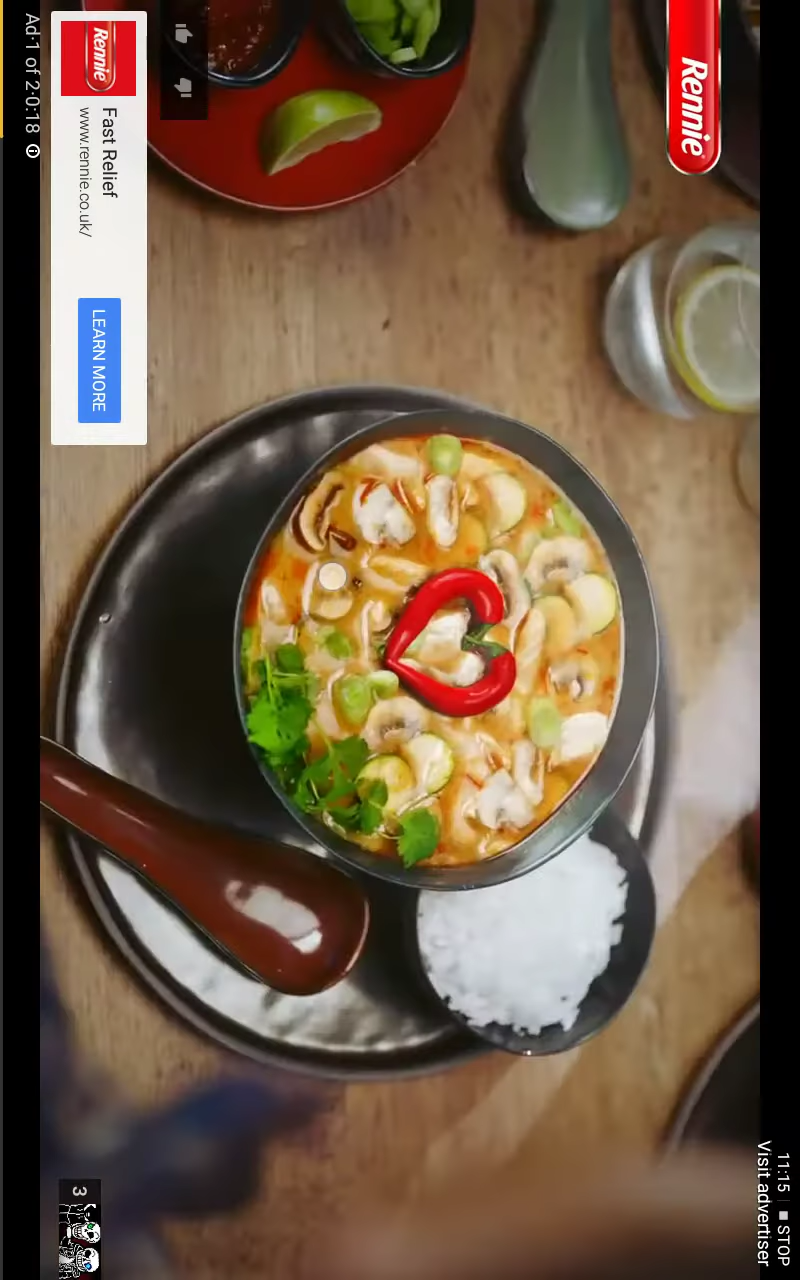 11:15 STOP
Visit advertiser
Rennie
Rennie
Fast Relief
www.rennie.co.uk/
LEARN MORE
Ad·1 of 2·0:18
3